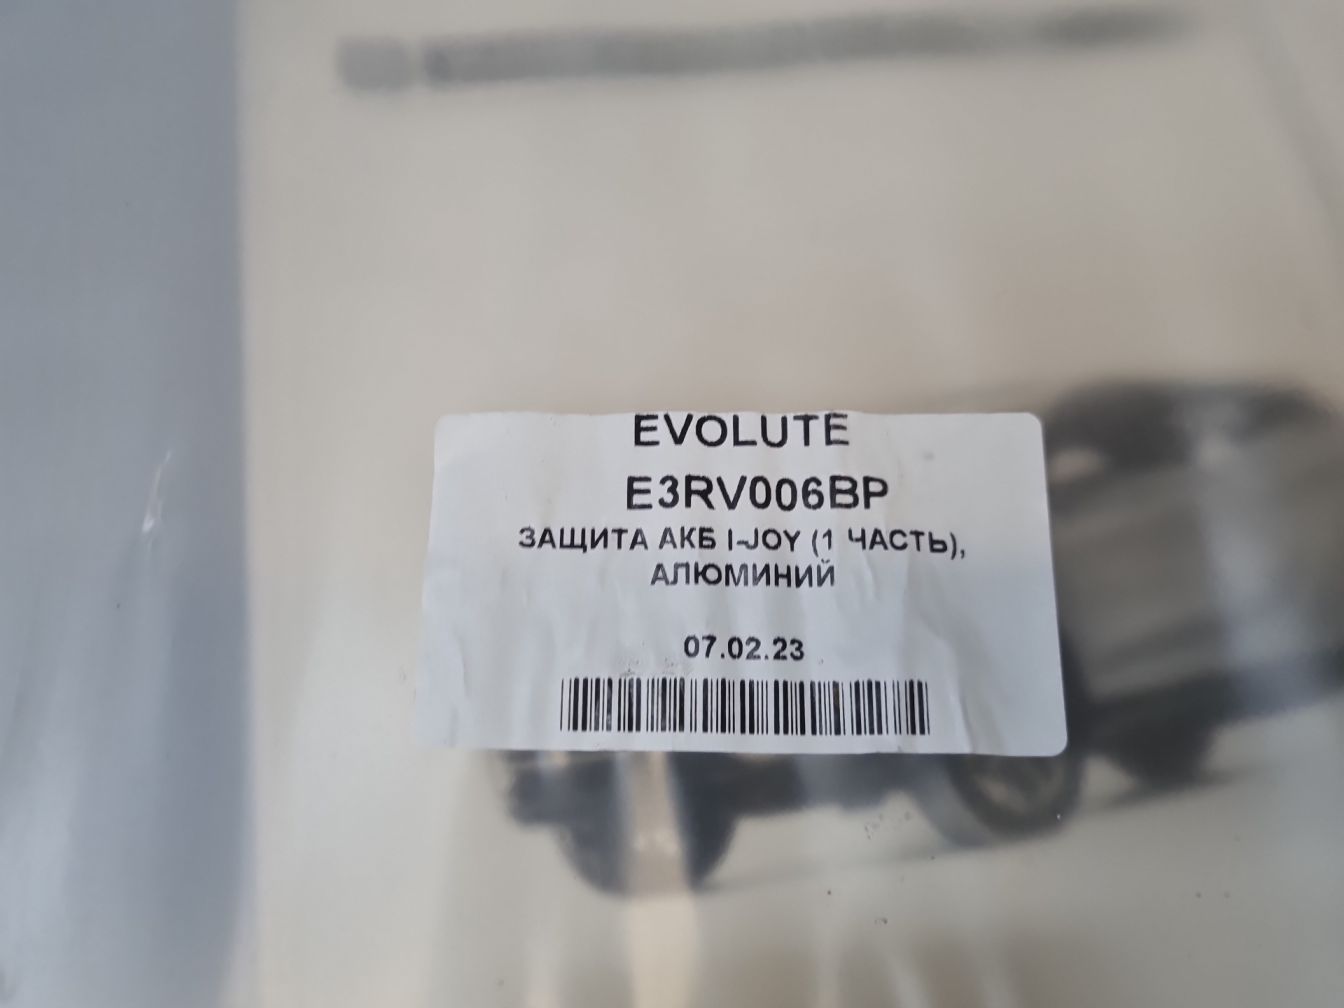 EVOLUTE
E3RV006BP
ЗАЩИТА АКБ I-JOY (1 ЧАСТЬ),
АЛЮМИНИЙ
07.02.23